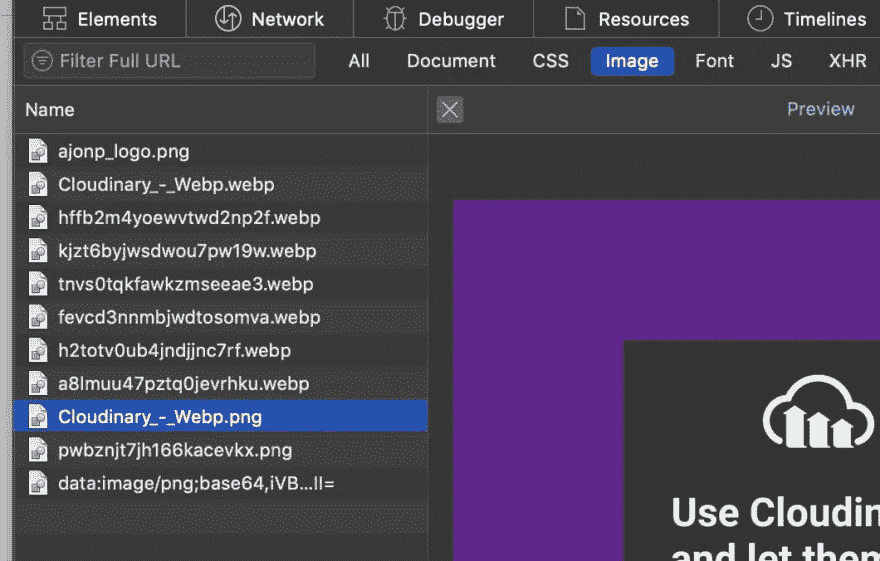 Elements Network Debugger Resources Timelines
Filter Full URL All Document CSS Image Font JS XHR
Name Preview
ajonp_logo.png
Cloudinary_-_Webp.webp
hffb2m4yoewvtwd2np2f.webp
kjzt6byjwsdwou7pw19w.webp
tnvs0tqkfawkzmseeae3.webp
fevcd3nnmbjwdtosomva.webp
h2totv0ub4jndjjnc7rf.webp
a8lmuu47pztq0jevrhku.webp
Cloudinary_-_Webp.png
pwbznjt7jh166kacevkx.png
data:image/png;base64,iVB...II=
Use Cloudin
and let them